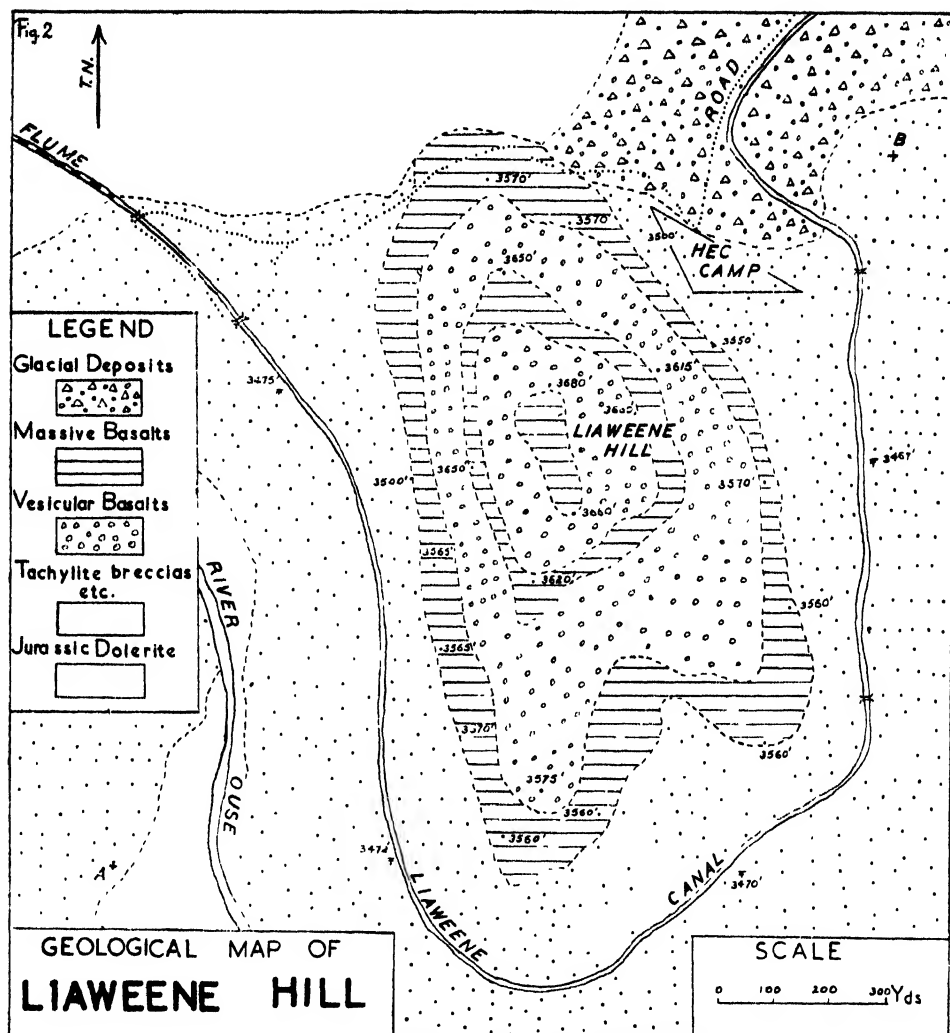 Fig.2
T.N.
FLUME
ROAD
B
3570'
3570'
3500'
HEC
CAMP
3650'
LEGEND
Glacial Deposits
Massive Basalts
Vesicular Basalts
Tachylite breccias
etc.
Jurassic Dolerite
3475'
3550'
3615'
3680'
LIAWEENE
HILL
3500'
3650'
3570'
3467'
3660'
3565'
3620'
3560'
3565'
RIVER
OUSE
3570'
3560'
3575'
3560'
3560'
A
3474'
LIAWEENE
CANAL
3470'
GEOLOGICAL MAP OF
LIAWEENE HILL
SCALE
0 100 200 300 Yds